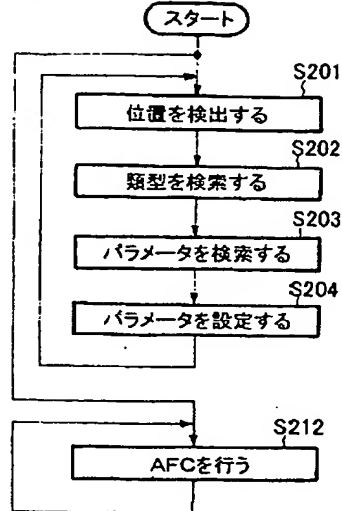 スタート
S201
位置を検出する
S202
類型を検索する
S203
パラメータを検索する
S204
パラメータを設定する
S212
AFCを行う